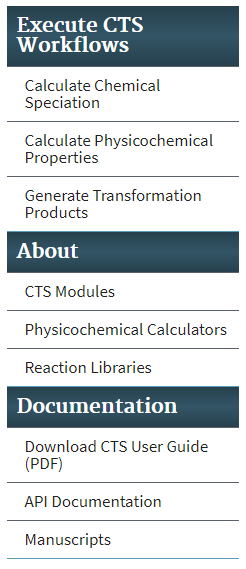 Execute CTS
Workflows
Calculate Chemical
Speciation
Calculate Physicochemical
Properties
Generate Transformation
Products
About
CTS Modules
Physicochemical Calculators
Reaction Libraries
Documentation
Download CTS User Guide
(PDF)
API Documentation
Manuscripts